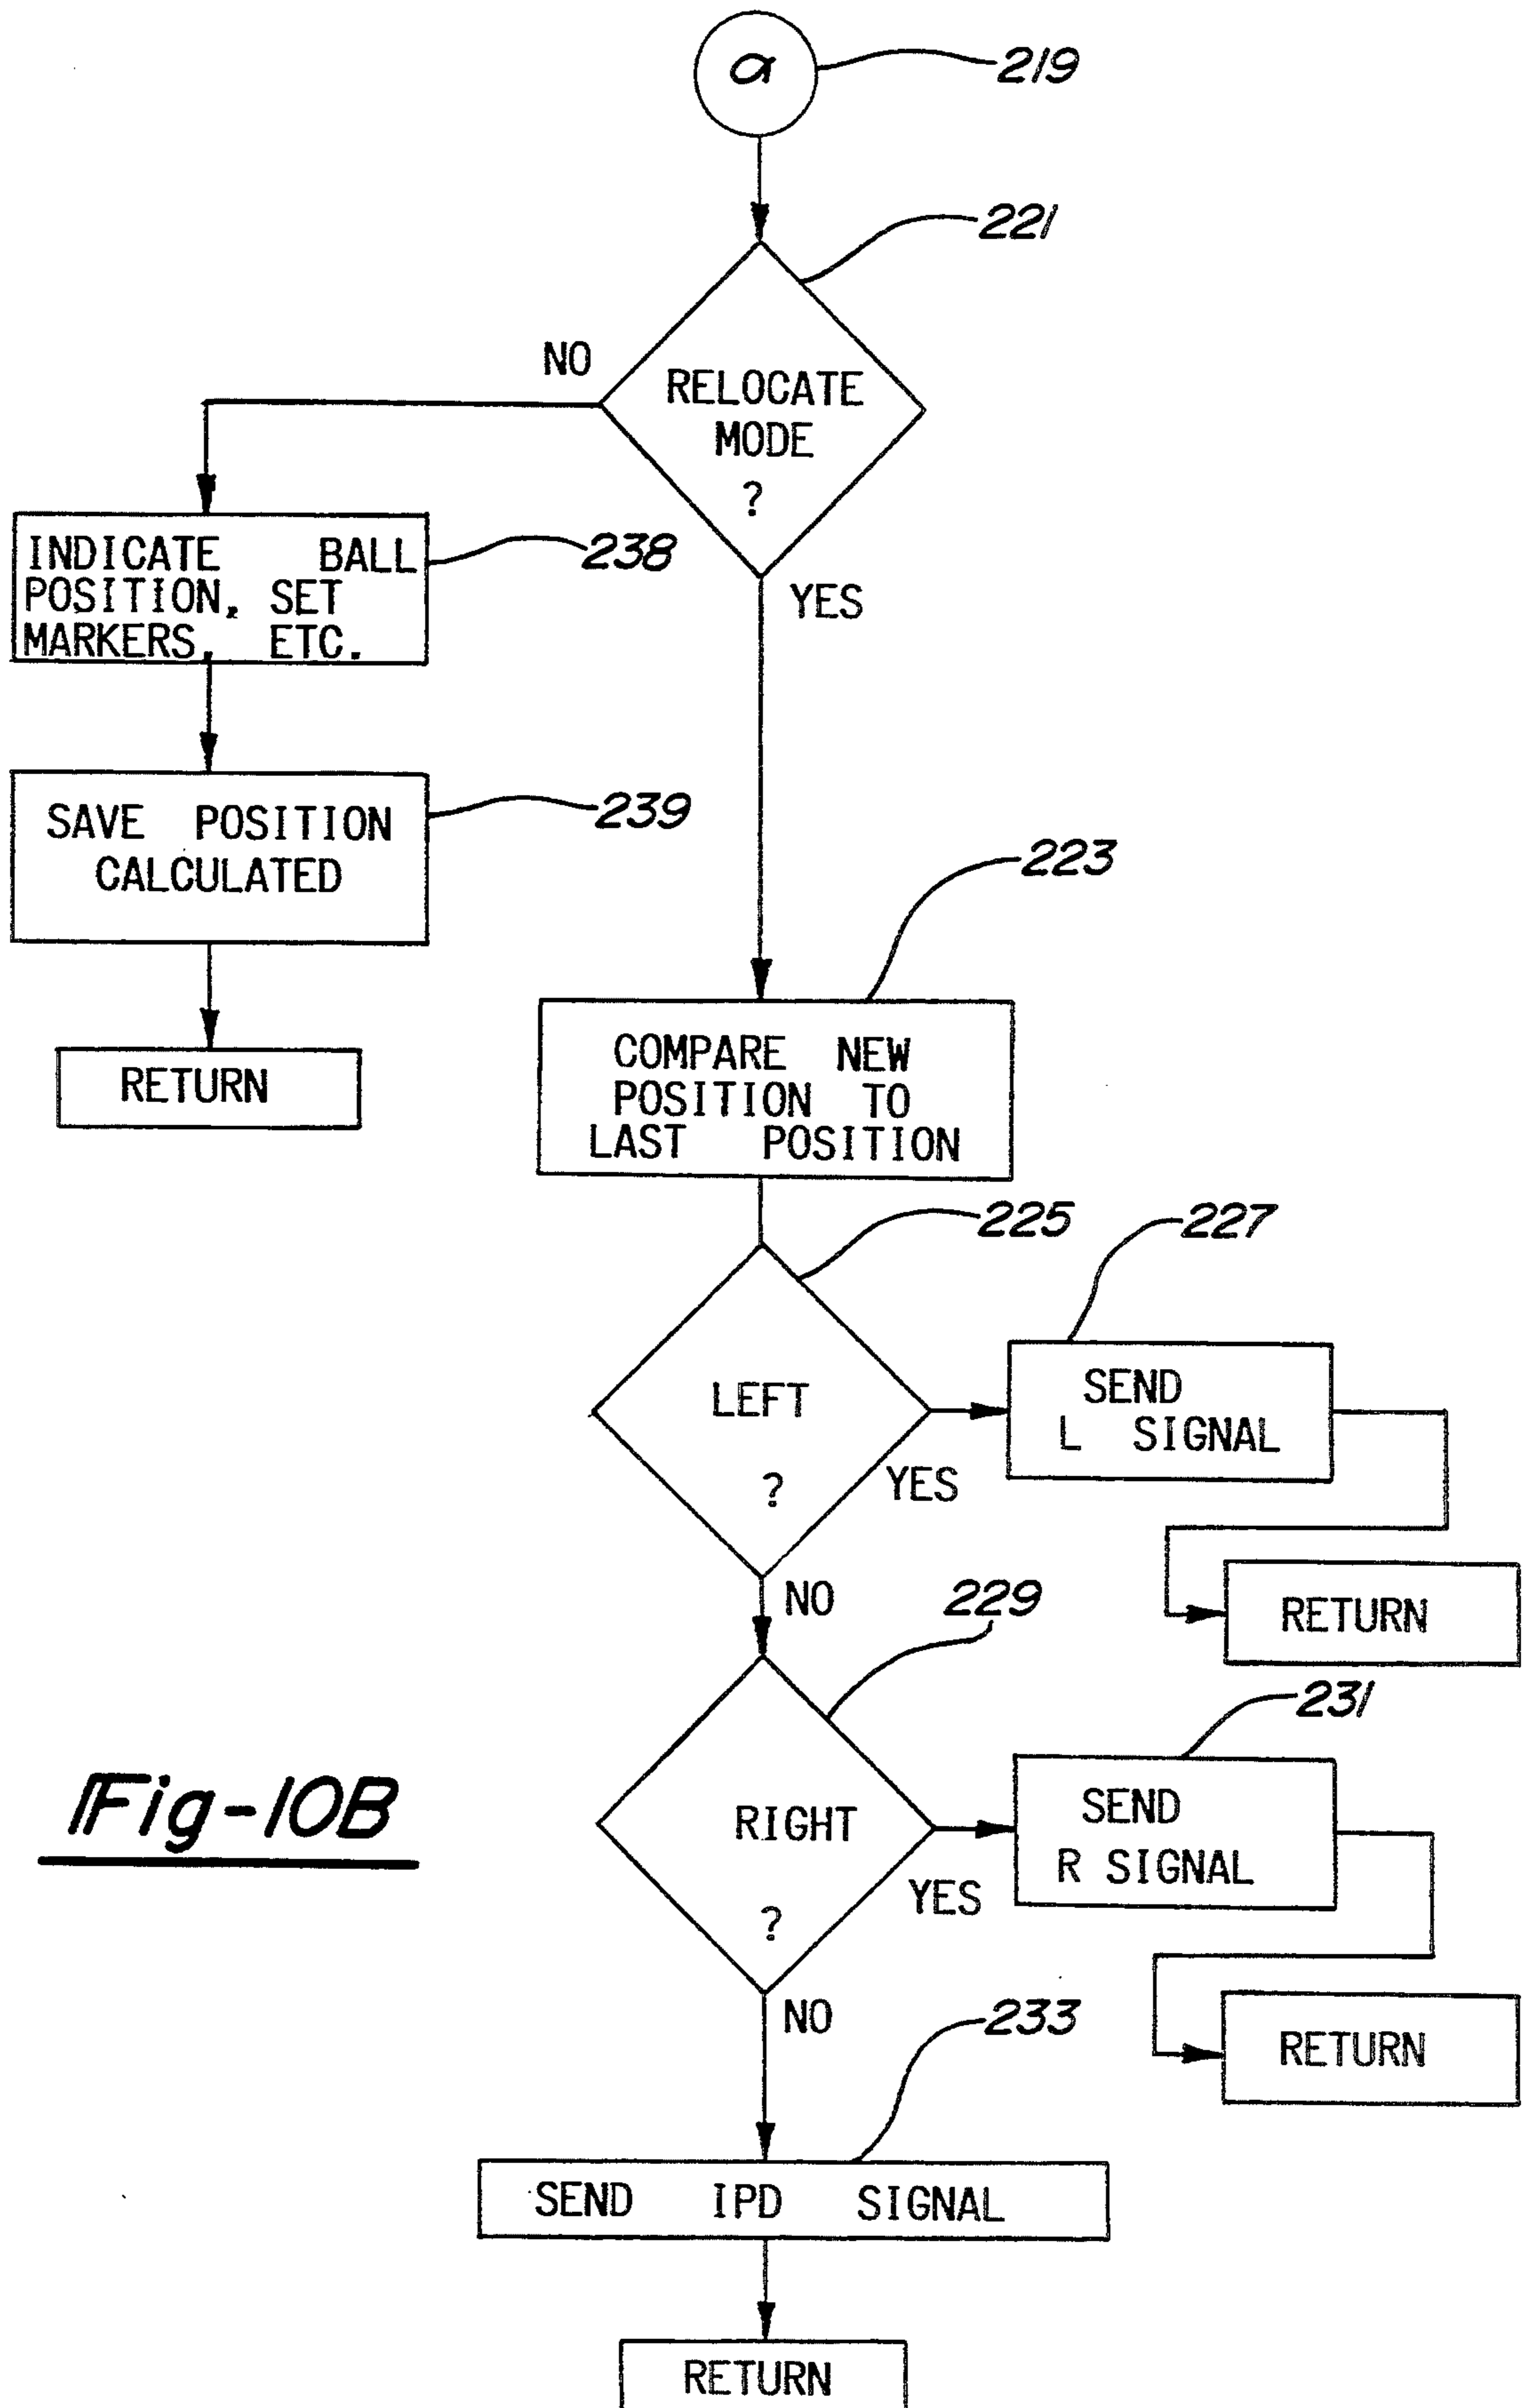 a
219
221
NO
RELOCATE
MODE
?
YES
INDICATE BALL
POSITION, SET
MARKERS, ETC.
238
SAVE POSITION
CALCULATED
239
RETURN
223
COMPARE NEW
POSITION TO
LAST POSITION
225
227
LEFT
?
YES
SEND
L SIGNAL
NO
RETURN
229
231
RIGHT
?
YES
SEND
R SIGNAL
NO
RETURN
Fig-10B
233
SEND IPD SIGNAL
RETURN